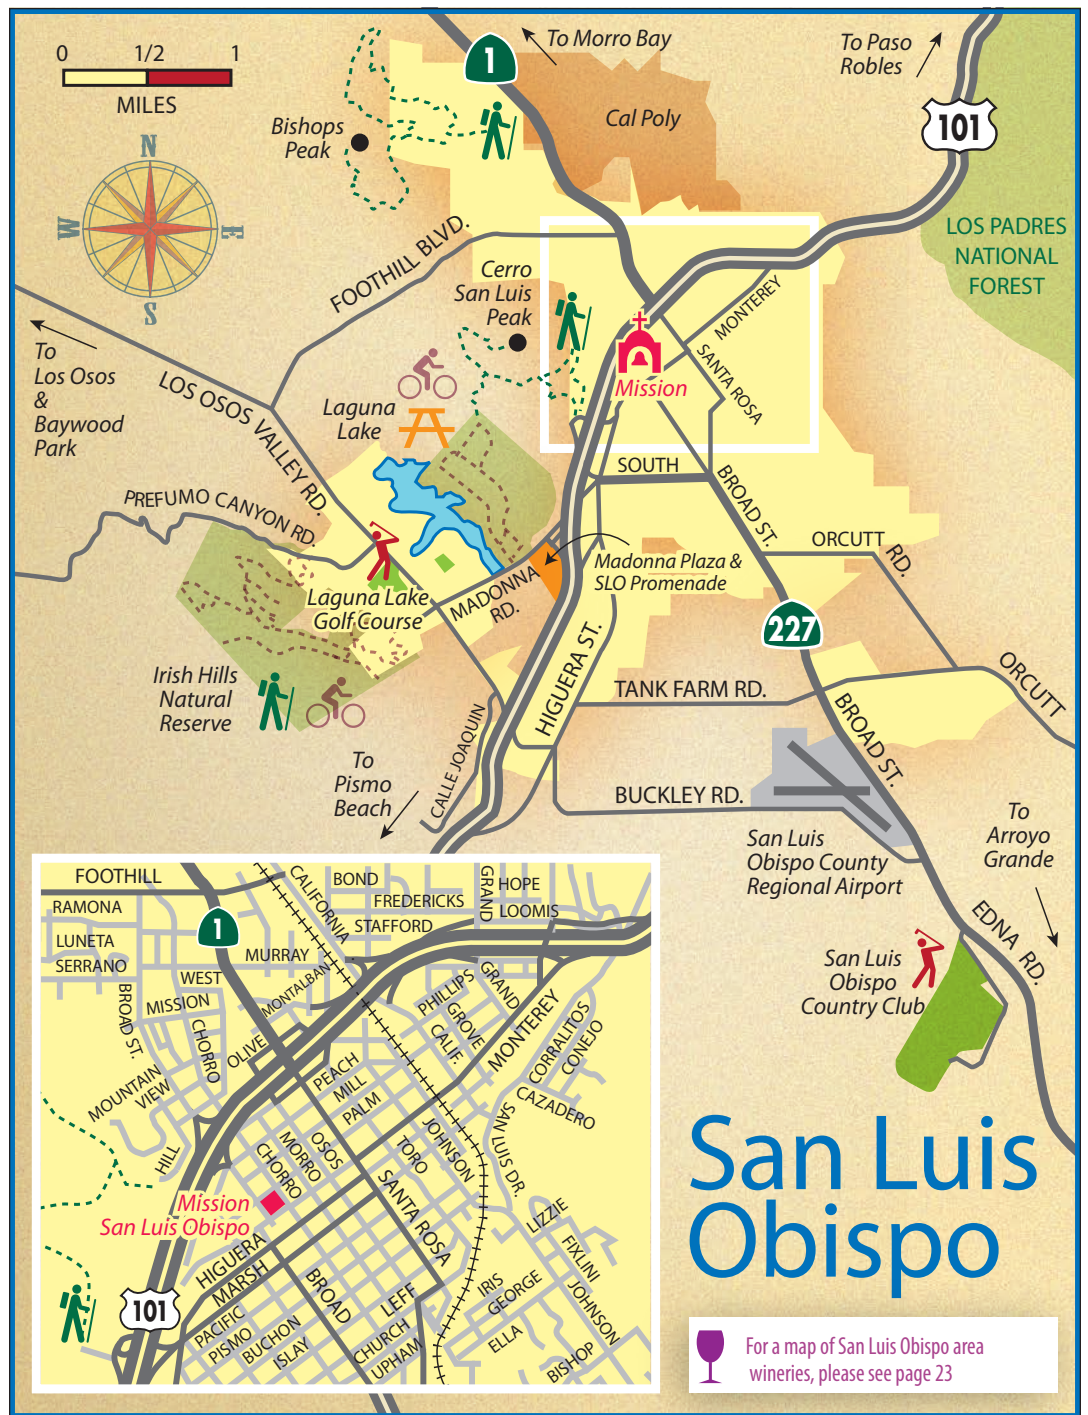 0 1/2 1
MILES
N
W
E
S
1
To Morro Bay
To Paso
Robles
101
Cal Poly
Bishops
Peak
LOS PADRES
NATIONAL
FOREST
FOOTHILL BLVD.
Cerro
San Luis
Peak
MONTEREY
SANTA ROSA
Mission
To
Los Osos
&
Baywood
Park
LOS OSOS VALLEY RD.
Laguna
Lake
PREFUMO CANYON RD.
SOUTH
BROAD ST.
ORCUTT
RD.
Madonna Plaza &
SLO Promenade
MADONNA
RD.
Laguna Lake
Golf Course
227
HIGUERA ST.
Irish Hills
Natural
Reserve
TANK FARM RD.
ORCUTT
BROAD ST.
CALLE JOAQUIN
To
Pismo
Beach
BUCKLEY RD.
San Luis
Obispo County
Regional Airport
To
Arroyo
Grande
EDNA RD.
San Luis
Obispo
Country Club
FOOTHILL
RAMONA
LUNETA
SERRANO
BROAD ST.
1
CALIFORNIA
BOND
FREDERICKS
STAFFORD
GRAND
HOPE
LOOMIS
MURRAY
WEST
MISSION
CHORRO
MONTALBAN
OLIVE
MOUNTAIN
VIEW
HILL
PHILLIPS
GRAND
GROVE
CALIF.
MONTEREY
CORRALITOS
CONEJO
CAZADERO
PEACH
MILL
PALM
SAN LUIS DR.
JOHNSON
TORO
OSOS
MORRO
CHORRO
SANTA ROSA
Mission
San Luis Obispo
HIGUERA
MARSH
PACIFIC
PISMO
BUCHON
ISLAY
BROAD
LEFF
CHURCH
UPHAM
LIZZIE
FIXLINI
JOHNSON
IRIS
GEORGE
ELLA
BISHOP
101
San Luis
Obispo
For a map of San Luis Obispo area
wineries, please see page 23